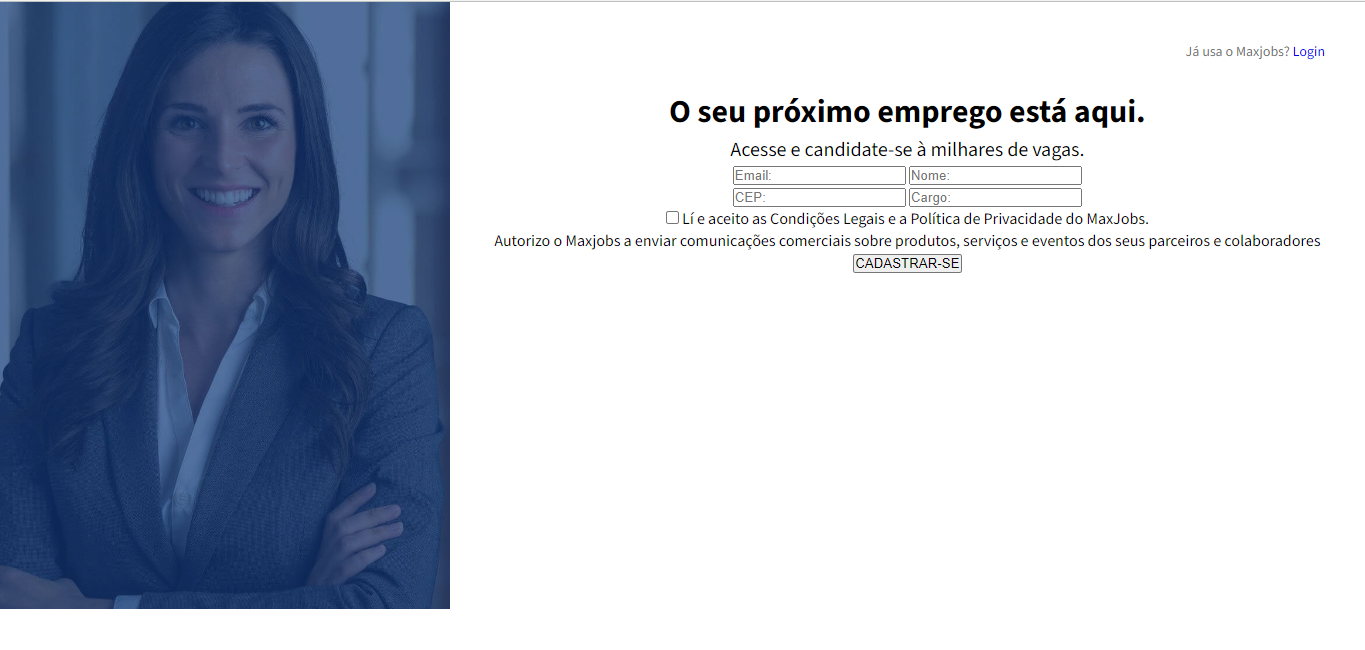 Já usa o Maxjobs? Login
O seu próximo emprego está aqui.
Acesse e candidate-se à milhares de vagas.
Email: Nome:
CEP: Cargo:
Lí e aceito as Condições Legais e a Política de Privacidade do MaxJobs.
Autorizo o Maxjobs a enviar comunicações comerciais sobre produtos, serviços e eventos dos seus parceiros e colaboradores
CADASTRAR-SE